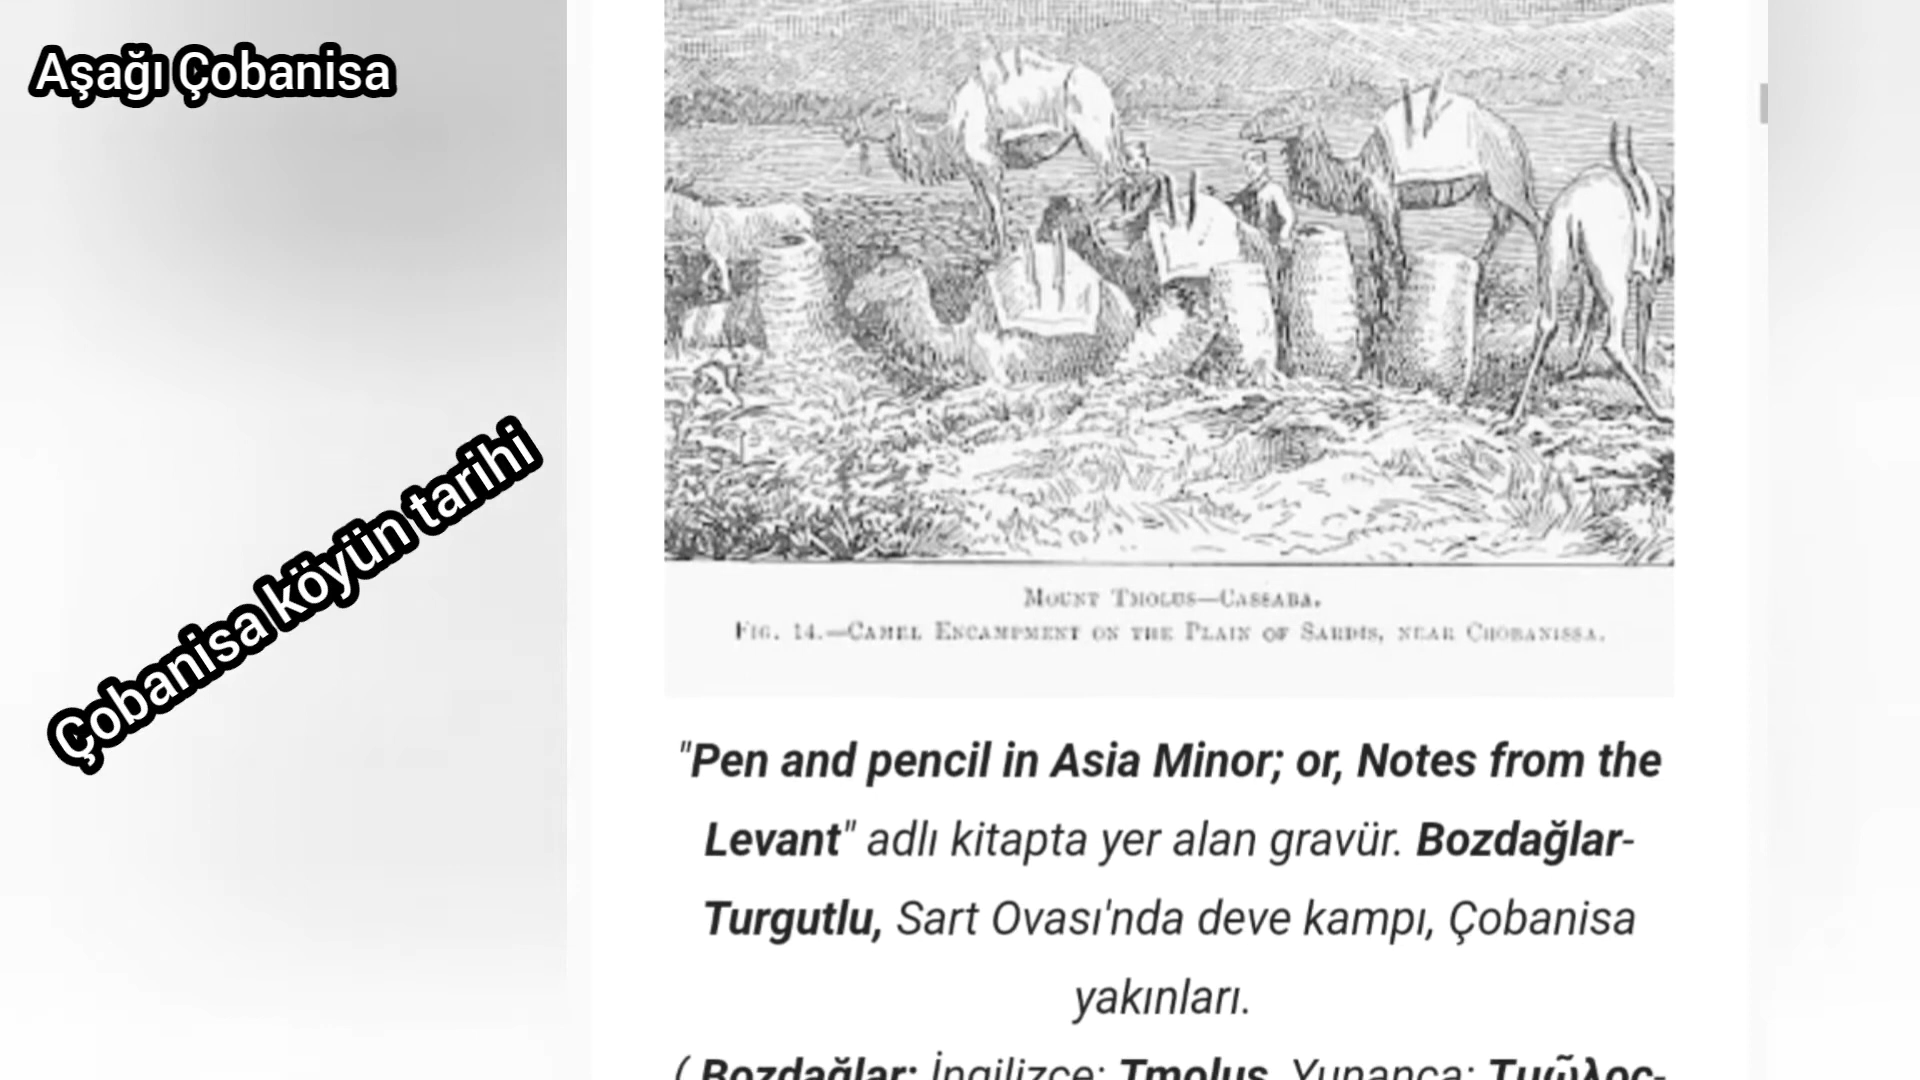 Aşağı Çobanisa
Çobanisa köyün tarihi
MOUNT TMOLUS—CASSABA.
FIG. 14.—CAMEL ENCAMPMENT ON THE PLAIN OF SARDIS, NEAR CHOBANISSA.
"Pen and pencil in Asia Minor; or, Notes from the
Levant" adlı kitapta yer alan gravür. Bozdağlar-
Turgutlu, Sart Ovası'nda deve kampı, Çobanisa
yakınları.
( Bozdağlar: İngilizce: Tmolus, Yunanca: Τμῶλος-